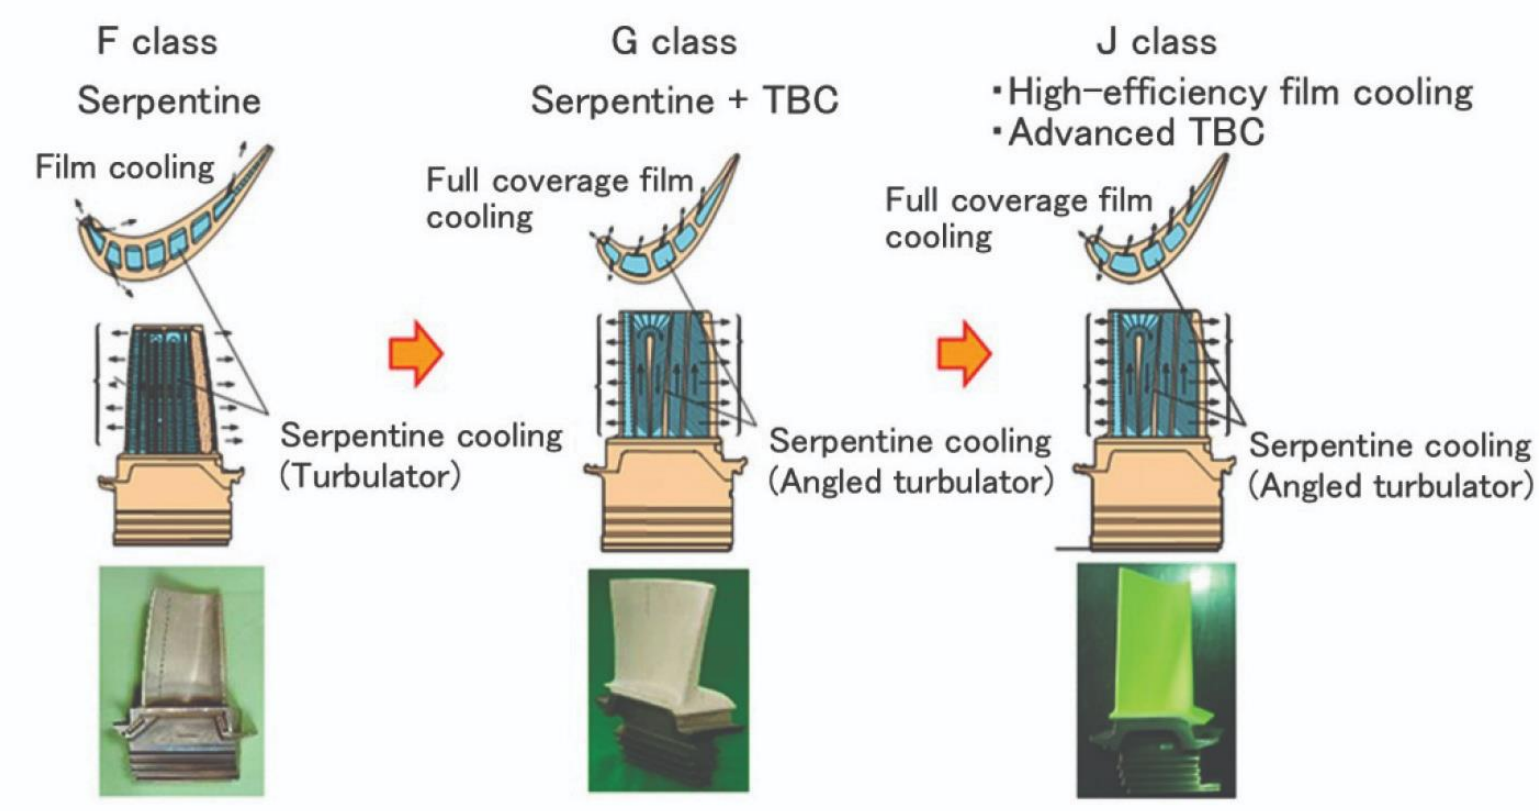 F class
Serpentine
Film cooling
Serpentine cooling
(Turbulator)
G class
Serpentine + TBC
Full coverage film
cooling
Serpentine cooling
(Angled turbulator)
J class
・High-efficiency film cooling
・Advanced TBC
Full coverage film
cooling
Serpentine cooling
(Angled turbulator)